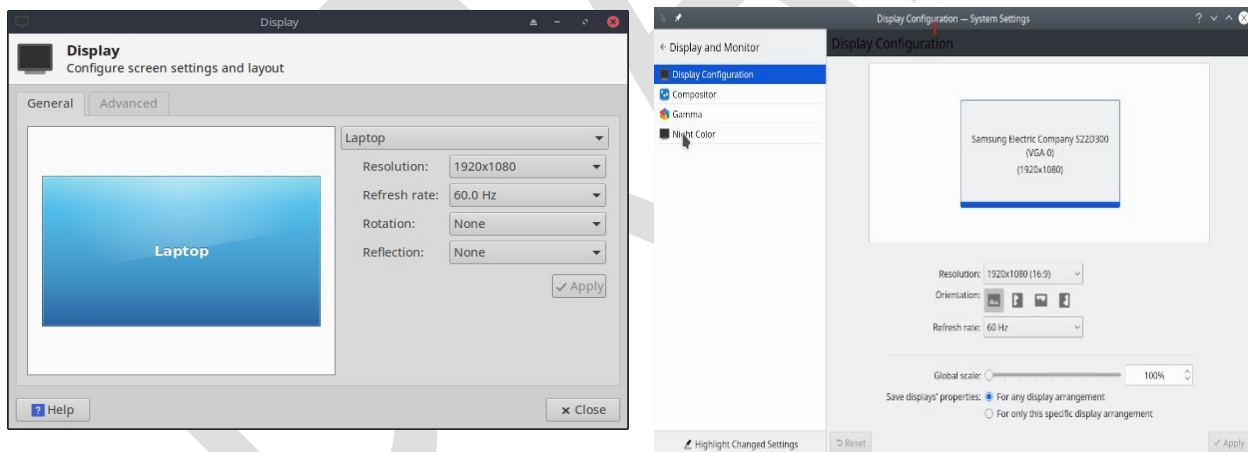 Display
Display
Configure screen settings and layout
General Advanced
Laptop
Laptop
Resolution: 1920x1080
Refresh rate: 60.0 Hz
Rotation: None
Reflection: None
Apply
Help
Close
Display Configuration — System Settings
Display and Monitor
Display Configuration
Compositor
Gamma
Night Color
Highlight Changed Settings
Display Configuration
Samsung Electric Company S22D300
(VGA-0)
(1920x1080)
Resolution: 1920x1080 (16:9)
Orientation:
Refresh rate: 60 Hz
Global scale: 100%
Save displays' properties: For any display arrangement
For only this specific display arrangement
Reset
Apply